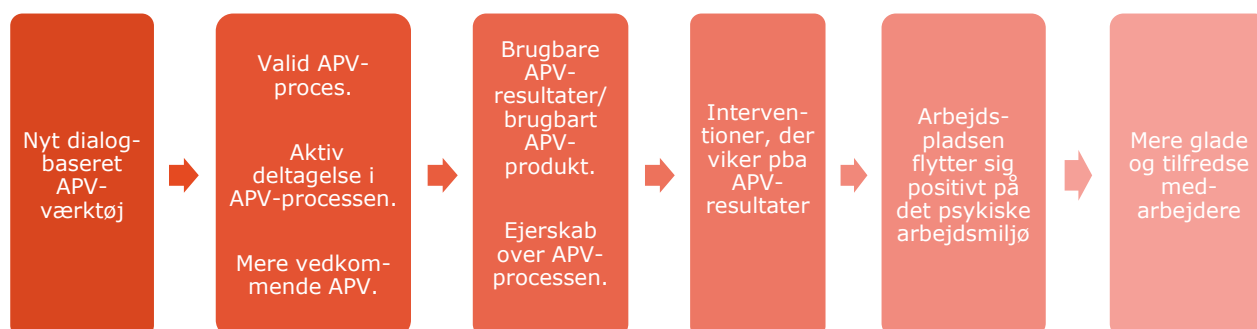 Nyt dialog-
baseret
APV-
værktøj
Valid APV-
proces.
Aktiv
deltagelse i
APV-processen.
Mere vedkom-
mende APV.
Brugbare
APV-
resultater/
brugbart
APV-
produkt.
Ejerskab
over APV-
processen.
Interven-
tioner, der
viker pba
APV-
resultater
Arbejds-
pladsen
flytter sig
positivt på
det psykiske
arbejdsmiljø
Mere glade
og tilfredse
med-
arbejdere